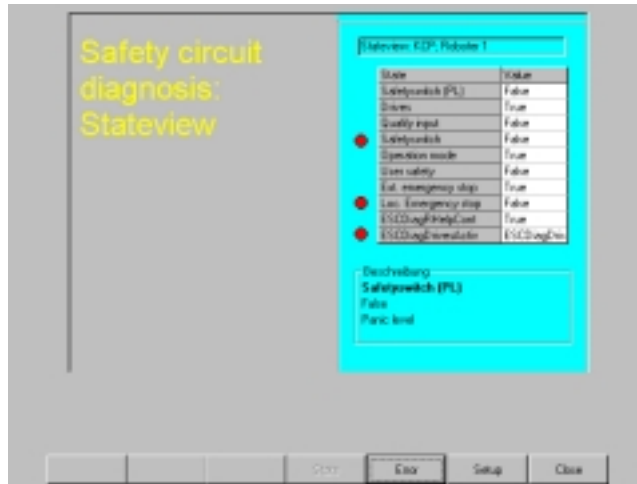 Safety circuit
diagnosis:
Stateview
Stateview: KCP, Roboter 1
State Value
Safetyswitch (PL) False
Drives True
Qualify input False
Safetyswitch False
Operation mode True
User safety False
Ext. emergency stop True
Loc. Emergency stop False
True
Beschreibung
Safetyswitch (PL)
False
Panic level
State Error Setup Close